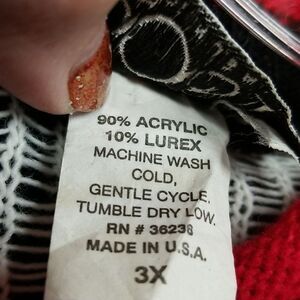 90% ACRYLIC
10% LUREX
MACHINE WASH
COLD,
GENTLE CYCLE,
TUMBLE DRY LOW.
RN # 36236
MADE IN U.S.A.
3X